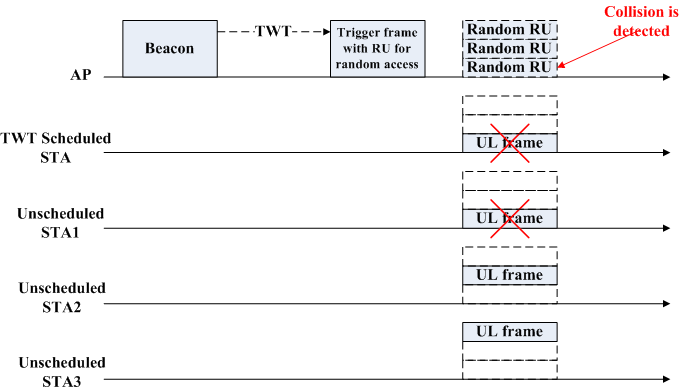 Collision is
detected
Beacon
TWT
Trigger frame
with RU for
random access
Random RU
Random RU
Random RU
AP
TWT Scheduled
STA
UL frame
Unscheduled
STA1
UL frame
Unscheduled
STA2
UL frame
Unscheduled
STA3
UL frame